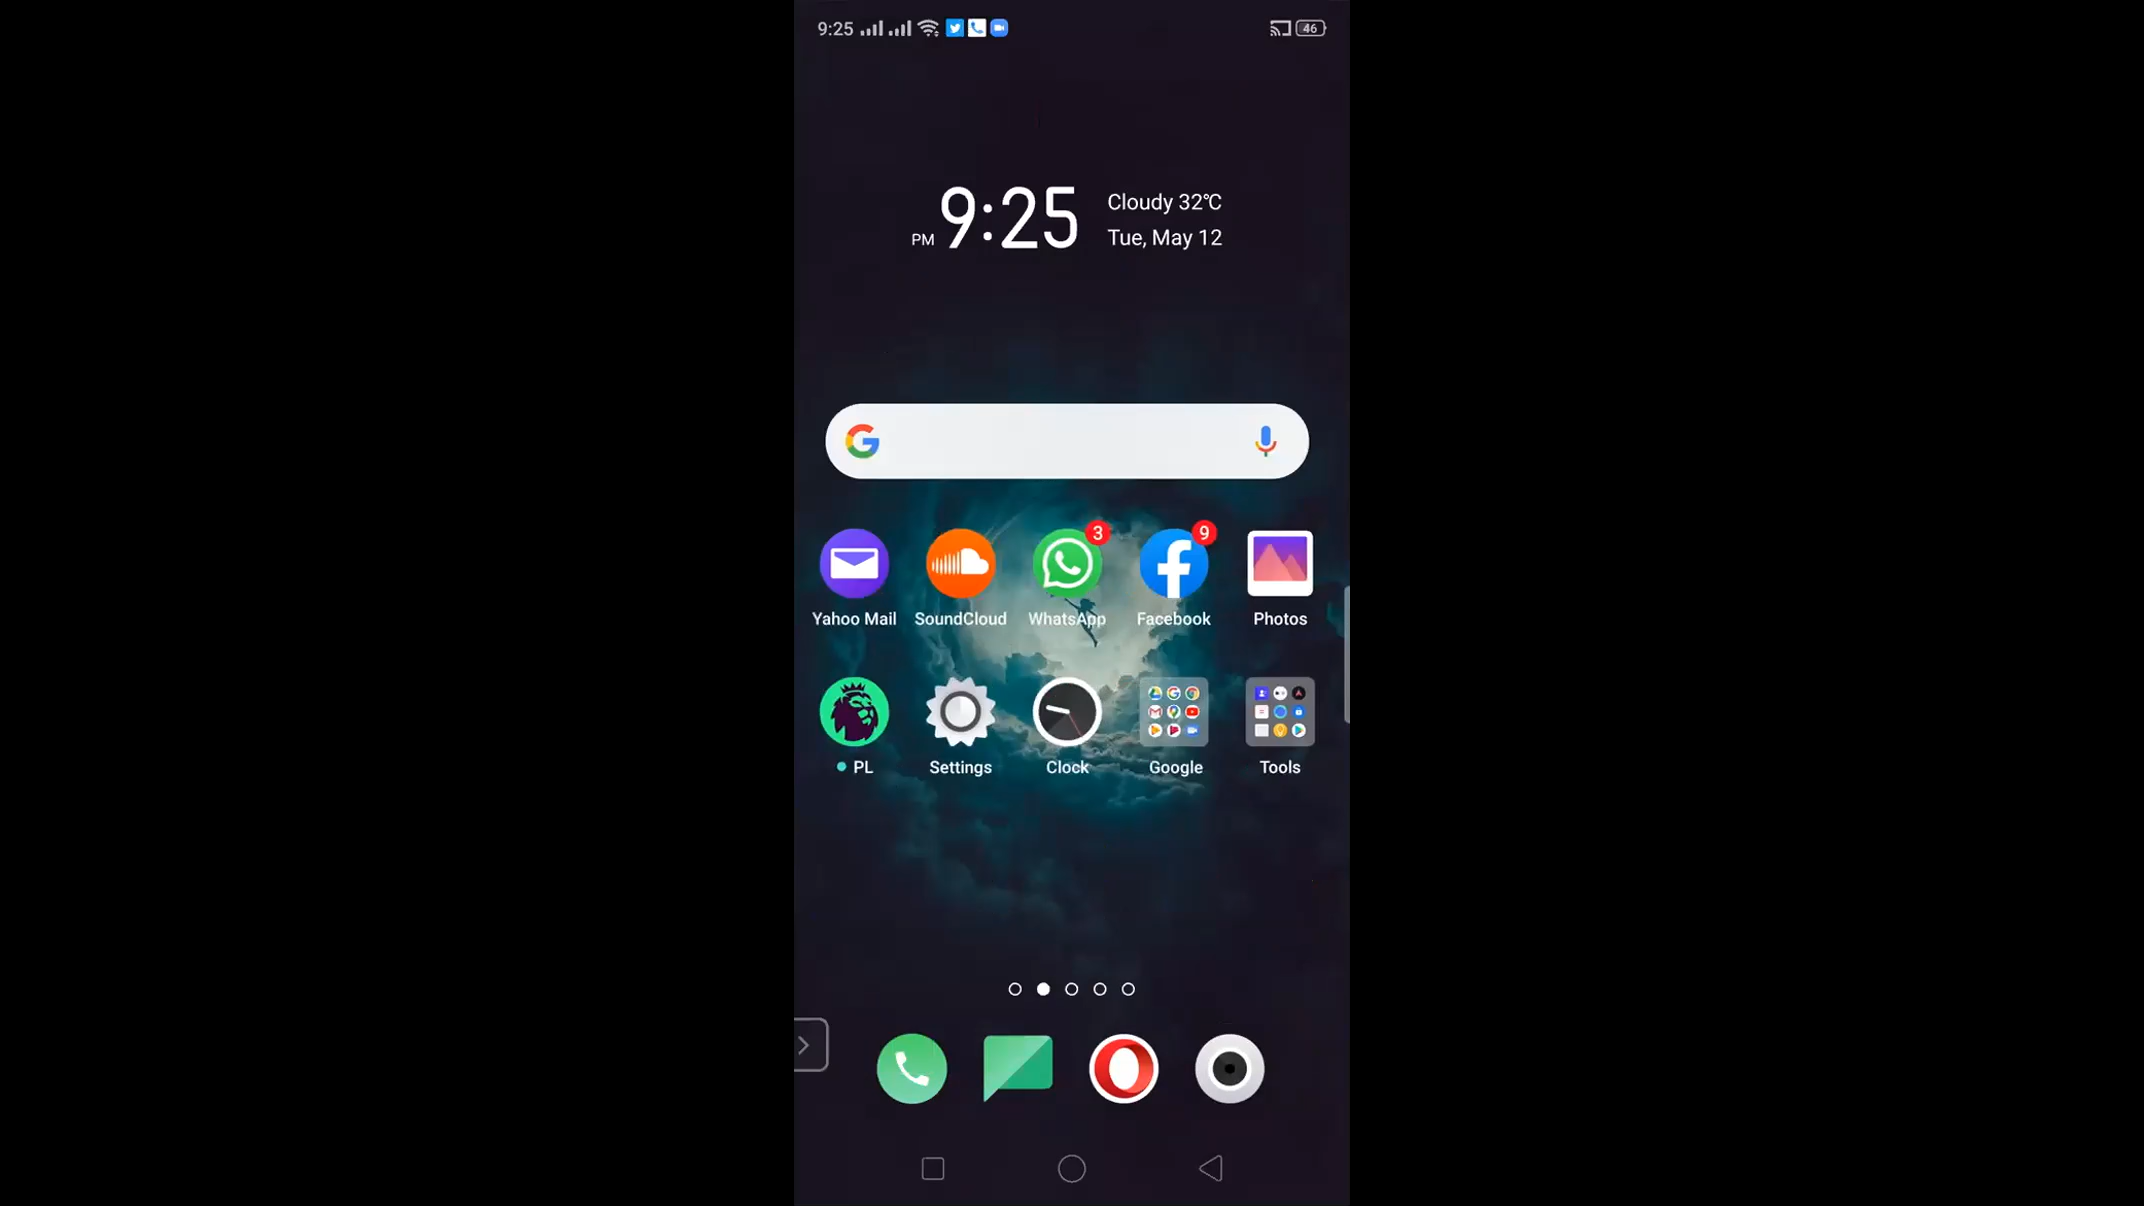 9:25
46
PM 9:25
Cloudy 32℃
Tue, May 12
3
9
Yahoo Mail
SoundCloud
WhatsApp
Facebook
Photos
PL
Settings
Clock
Google
Tools